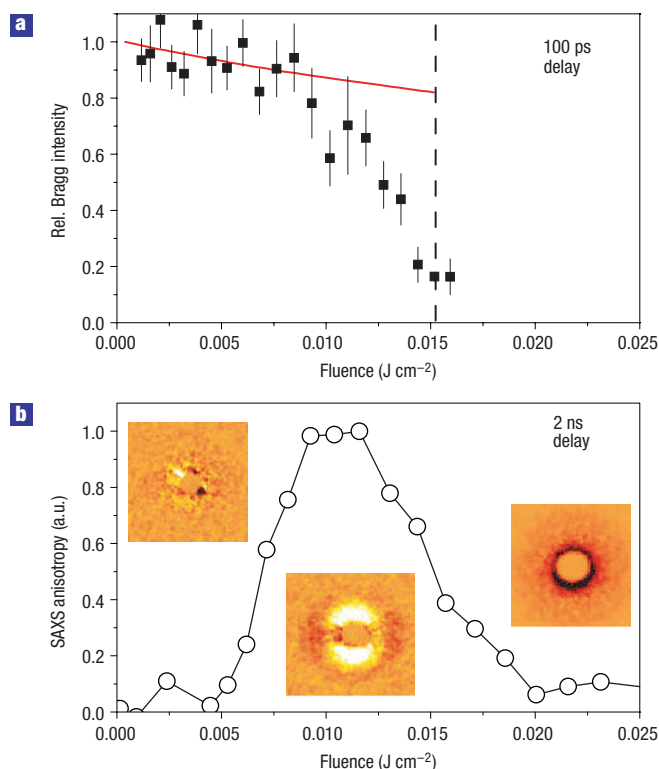 a
100 ps
delay
Rel. Bragg intensity
1.0
0.8
0.6
0.4
0.2
0.0
0.000 0.005 0.010 0.015 0.020 0.025
Fluence (J cm−2)
b
2 ns
delay
SAXS anisotropy (a.u.)
1.0
0.8
0.6
0.4
0.2
0.0
0.000 0.005 0.010 0.015 0.020 0.025
Fluence (J cm−2)